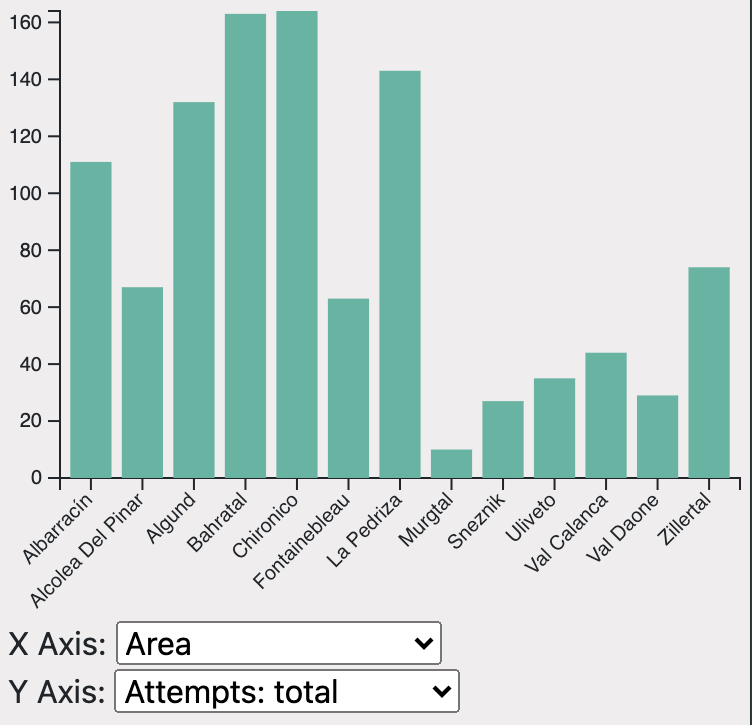 160
140
120
100
80
60
40
20
0
Albarracín
Alcolea Del Pinar
Algund
Bahratal
Chironico
Fontainebleau
La Pedriza
Murgtal
Sneznik
Uliveto
Val Calanca
Val Daone
Zillertal
X Axis: Area
Y Axis: Attempts: total